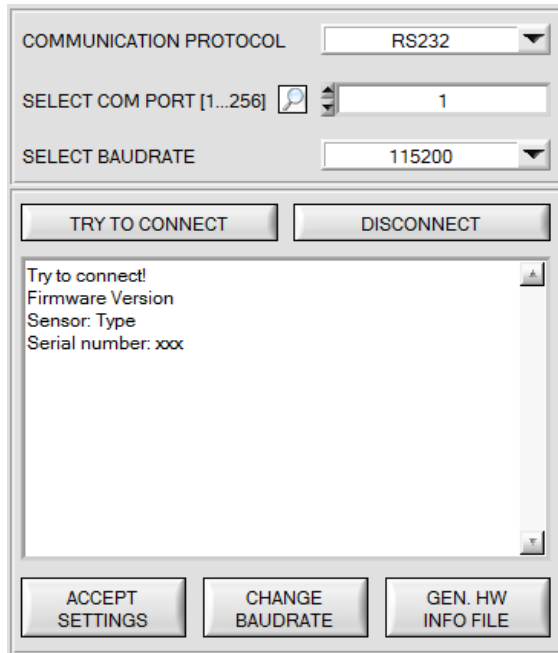 COMMUNICATION PROTOCOL RS232
SELECT COM PORT [1...256] 1
SELECT BAUDRATE 115200
TRY TO CONNECT DISCONNECT
Try to connect!
Firmware Version
Sensor: Type
Serial number: xxx
ACCEPT CHANGE GEN. HW
SETTINGS BAUDRATE INFO FILE